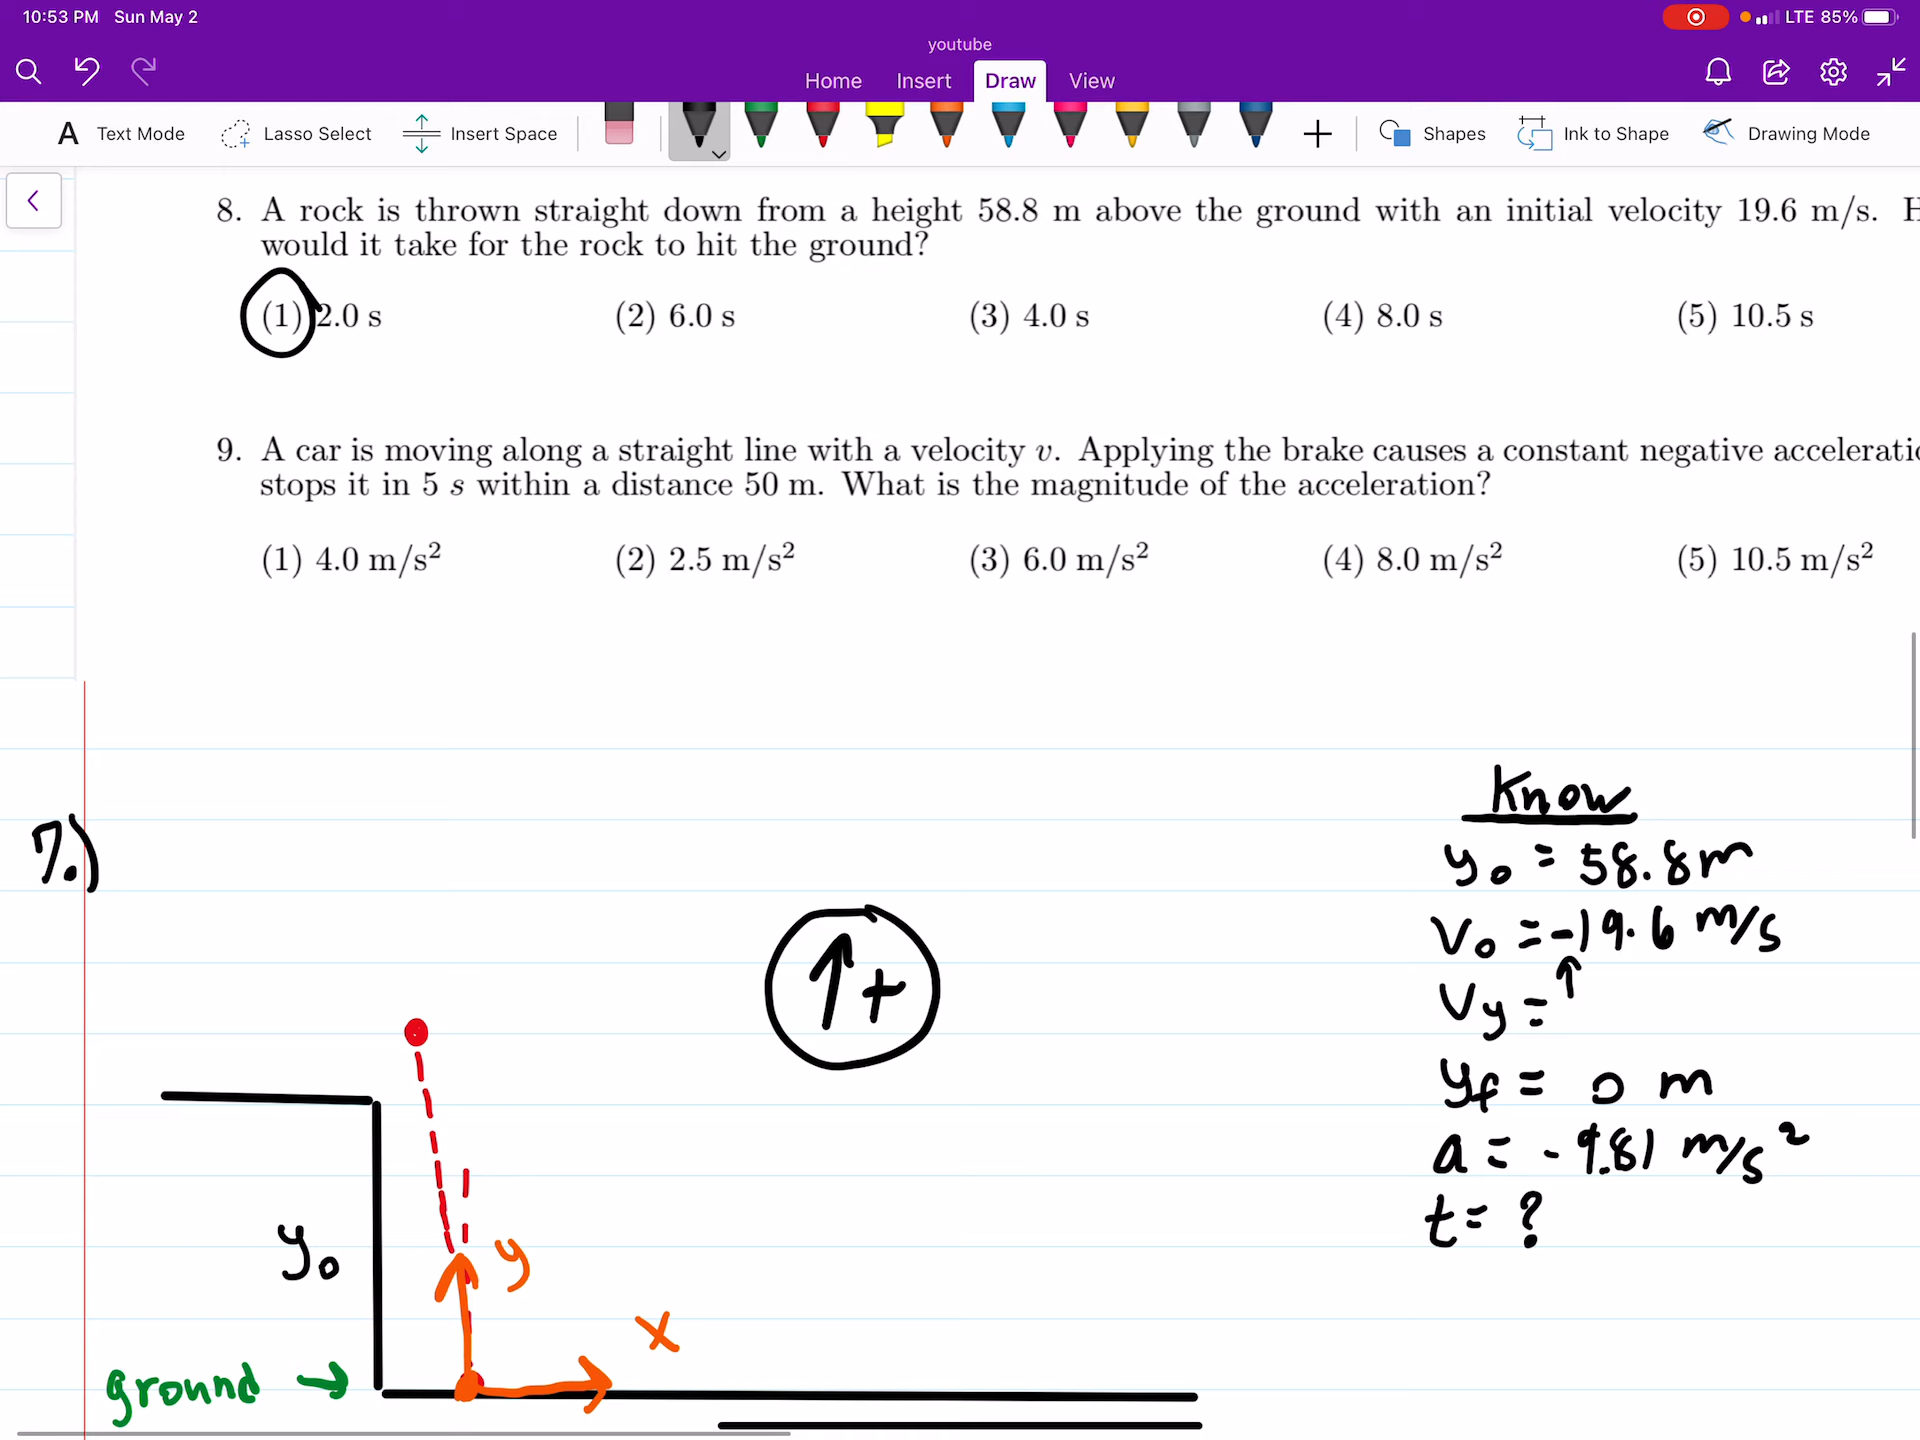 10:53 PM Sun May 2
LTE 85%
youtube
Home Insert Draw View
A Text Mode Lasso Select Insert Space Shapes Ink to Shape Drawing Mode
8. A rock is thrown straight down from a height 58.8 m above the ground with an initial velocity 19.6 m/s. H
would it take for the rock to hit the ground?
(1) 2.0 s (2) 6.0 s (3) 4.0 s (4) 8.0 s (5) 10.5 s
9. A car is moving along a straight line with a velocity v. Applying the brake causes a constant negative accelerati
stops it in 5 s within a distance 50 m. What is the magnitude of the acceleration?
(1) 4.0 m/s² (2) 2.5 m/s² (3) 6.0 m/s² (4) 8.0 m/s² (5) 10.5 m/s²
7.)
↑+
y₀
y
x
ground →
Know
y₀ = 58.8m
v₀ = -19.6 m/s
Vy = ↑
yf = 0 m
a = -9.81 m/s²
t = ?